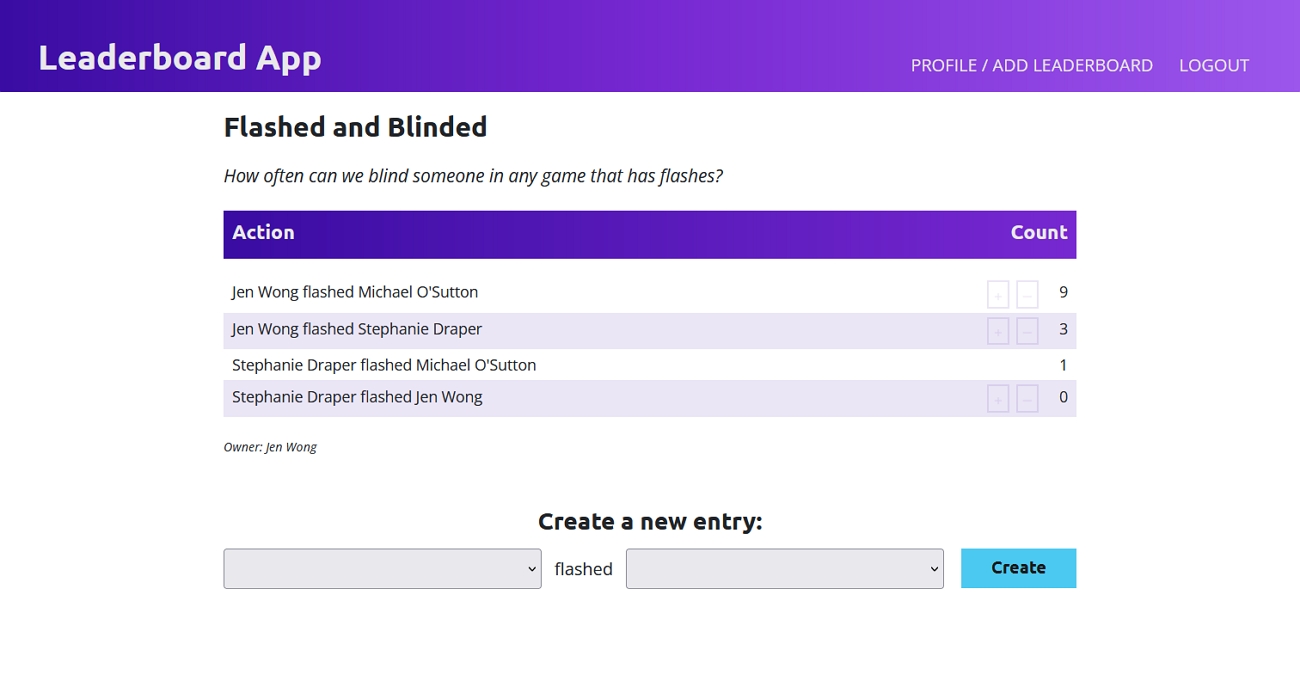 Leaderboard App
PROFILE / ADD LEADERBOARD LOGOUT
Flashed and Blinded
How often can we blind someone in any game that has flashes?
Action Count
Jen Wong flashed Michael O'Sutton + − 9
Jen Wong flashed Stephanie Draper + − 3
Stephanie Draper flashed Michael O'Sutton 1
Stephanie Draper flashed Jen Wong + − 0
Owner: Jen Wong
Create a new entry:
flashed Create